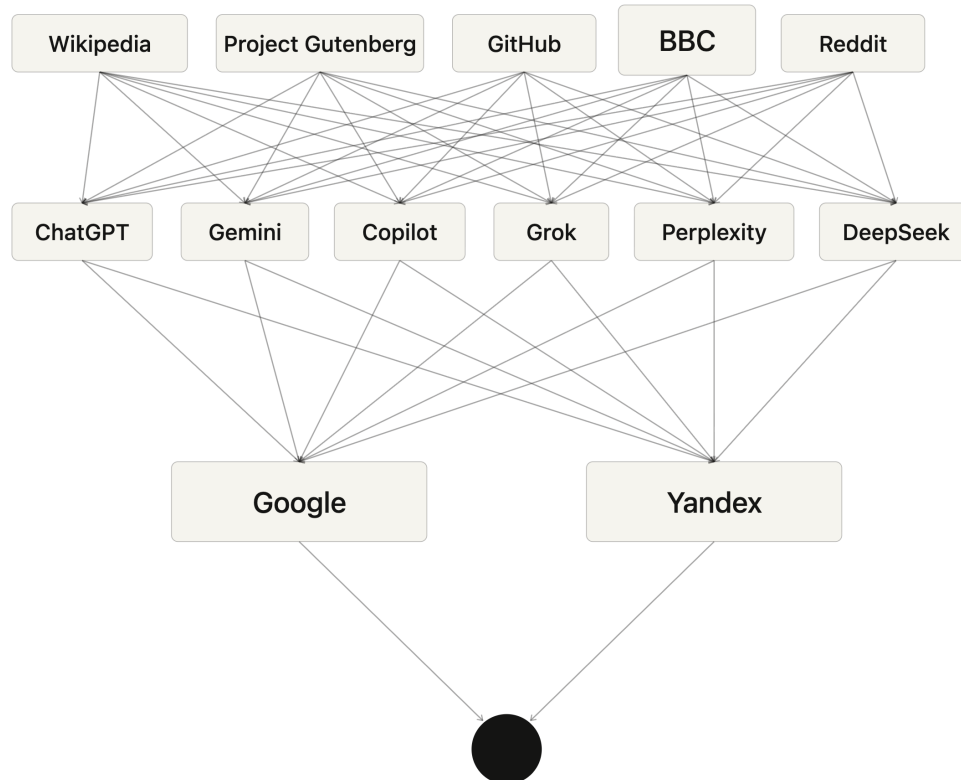 Wikipedia
Project Gutenberg
GitHub
BBC
Reddit
ChatGPT
Gemini
Copilot
Grok
Perplexity
DeepSeek
Google
Yandex